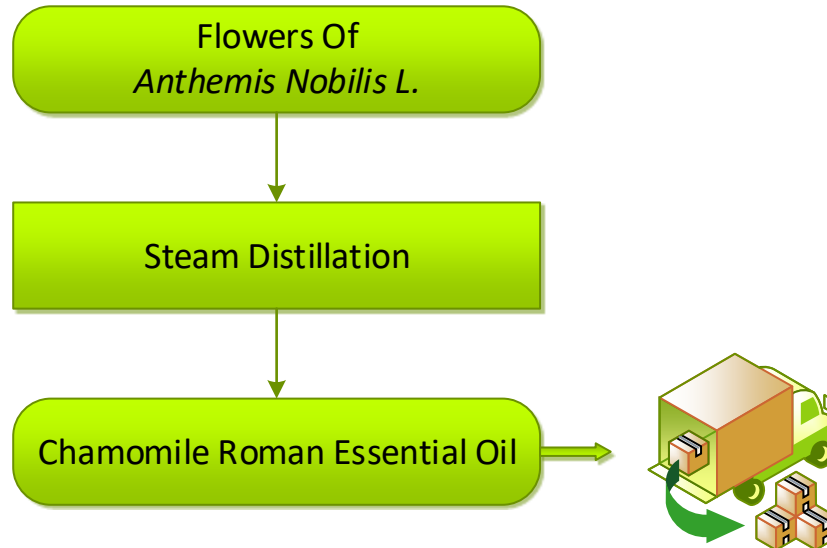 Flowers Of
Anthemis Nobilis L.
Steam Distillation
Chamomile Roman Essential Oil